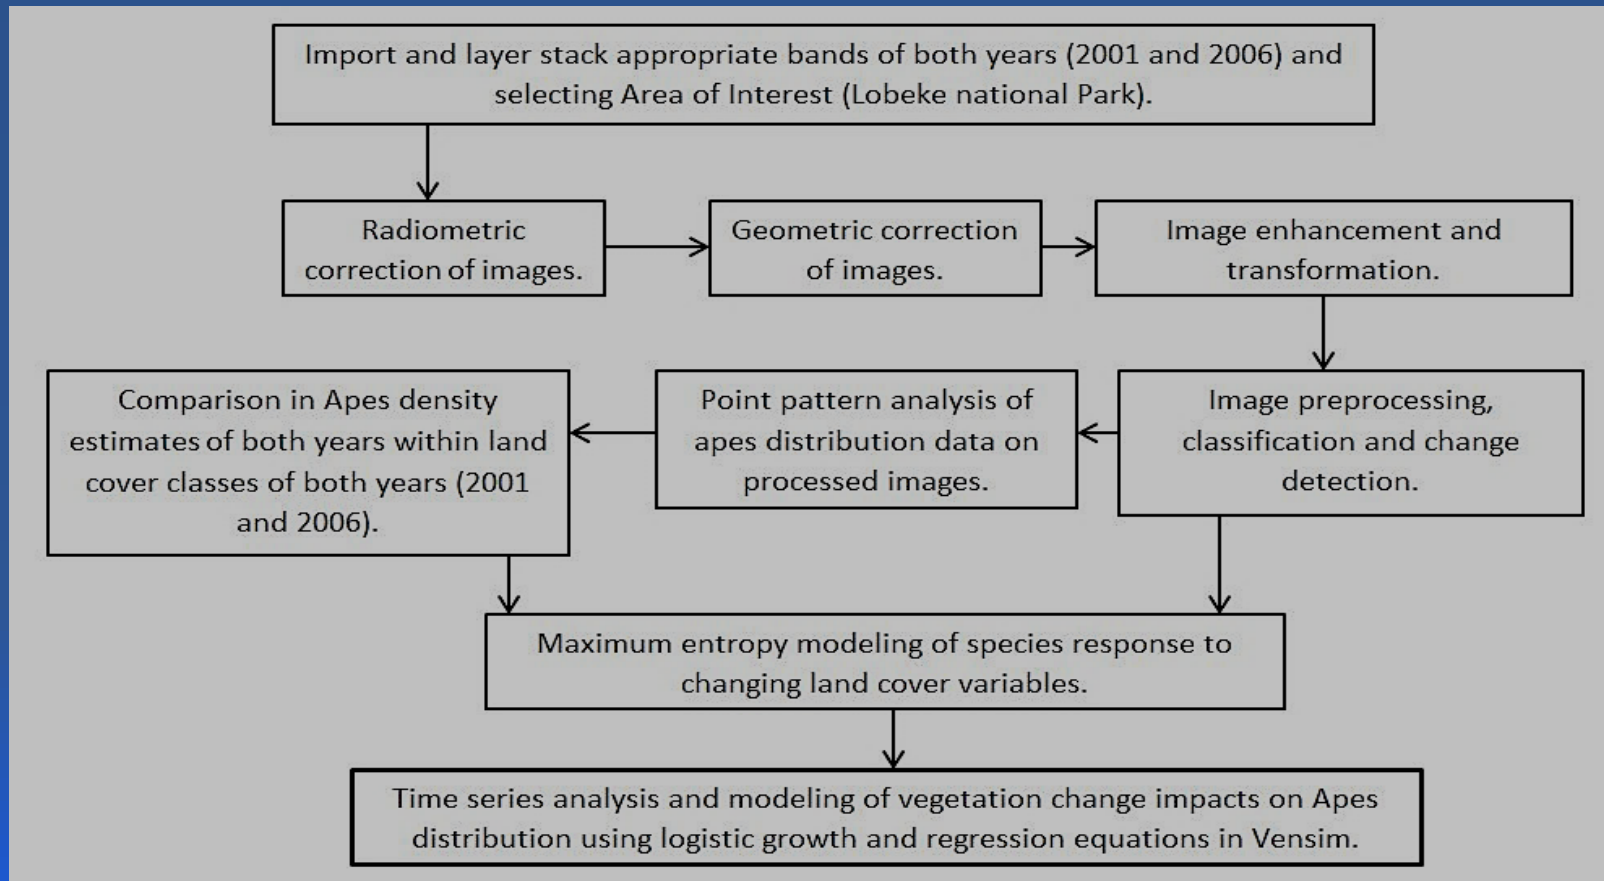 Import and layer stack appropriate bands of both years (2001 and 2006) and
selecting Area of Interest (Lobeke national Park).
Radiometric
correction of images.
Geometric correction
of images.
Image enhancement and
transformation.
Comparison in Apes density
estimates of both years within land
cover classes of both years (2001
and 2006).
Point pattern analysis of
apes distribution data on
processed images.
Image preprocessing,
classification and change
detection.
Maximum entropy modeling of species response to
changing land cover variables.
Time series analysis and modeling of vegetation change impacts on Apes
distribution using logistic growth and regression equations in Vensim.